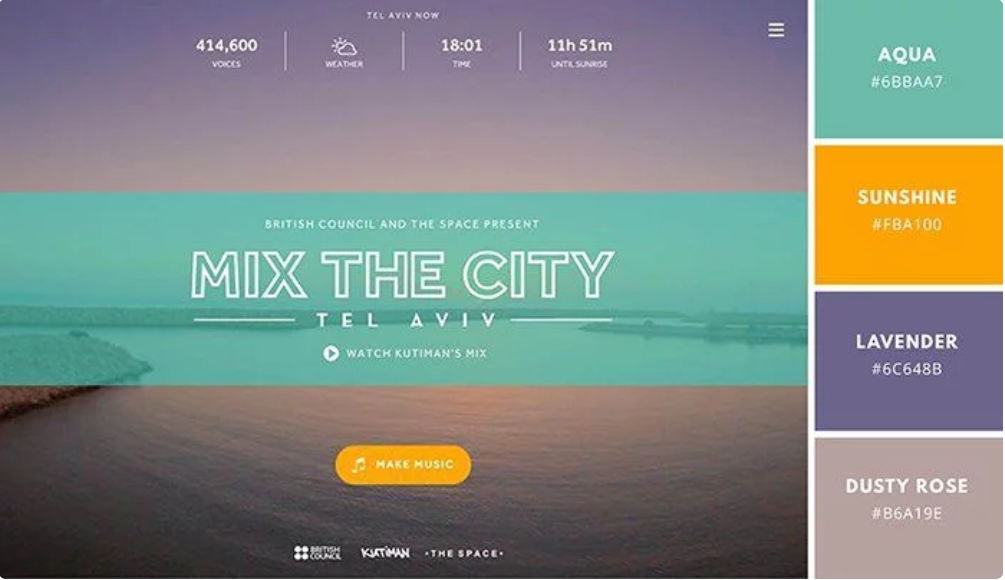 TEL AVIV NOW
414,600
VOICES
WEATHER
18:01
TIME
11h 51m
UNTIL SUNRISE
BRITISH COUNCIL AND THE SPACE PRESENT
MIX THE CITY
TEL AVIV
WATCH KUTIMAN'S MIX
MAKE MUSIC
BRITISH
COUNCIL
KUTIMAN
·THE SPACE·
AQUA
#6BBAA7
SUNSHINE
#FBA100
LAVENDER
#6C648B
DUSTY ROSE
#B6A19E